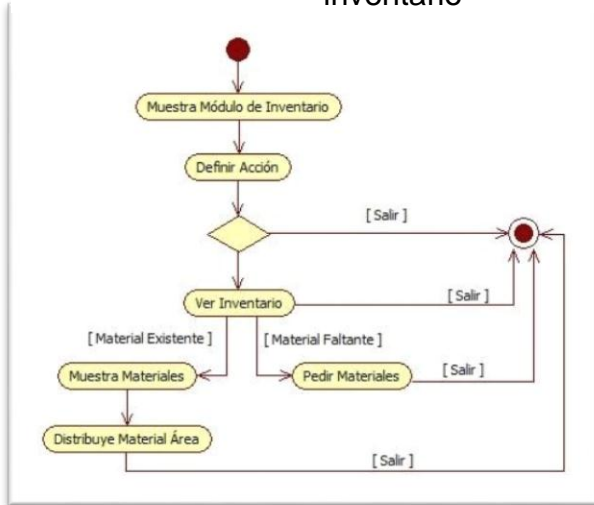 inventario
Muestra Módulo de Inventario
Definir Acción
[ Salir ]
Ver Inventario
[ Salir ]
[ Material Existente ]
[ Material Faltante ]
Muestra Materiales
Pedir Materiales
[ Salir ]
Distribuye Material Área
[ Salir ]